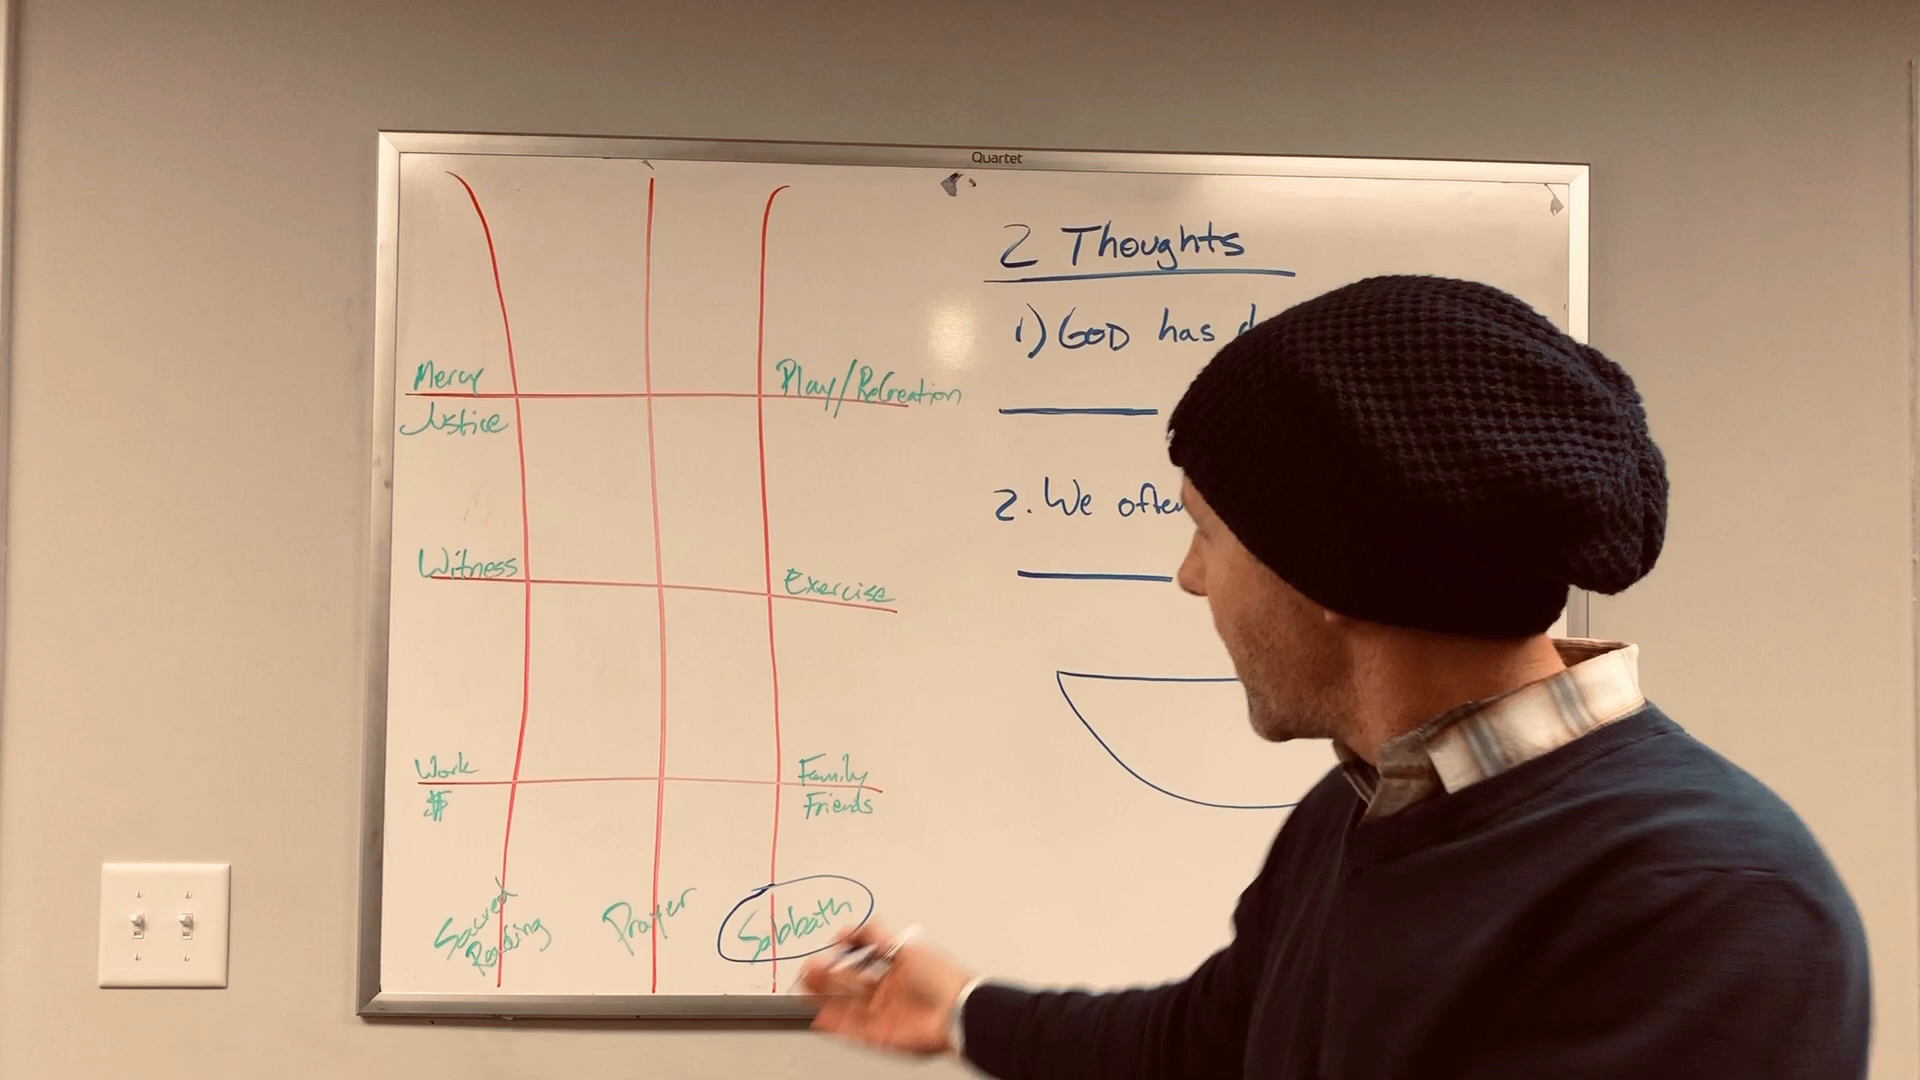 Quartet
Mercy
Justice
Play/ReCreation
Witness
Exercise
Work
$
Family
Friends
Sacred
Reading
Prayer
Sabbath
2 Thoughts
1) GOD has
2. We often